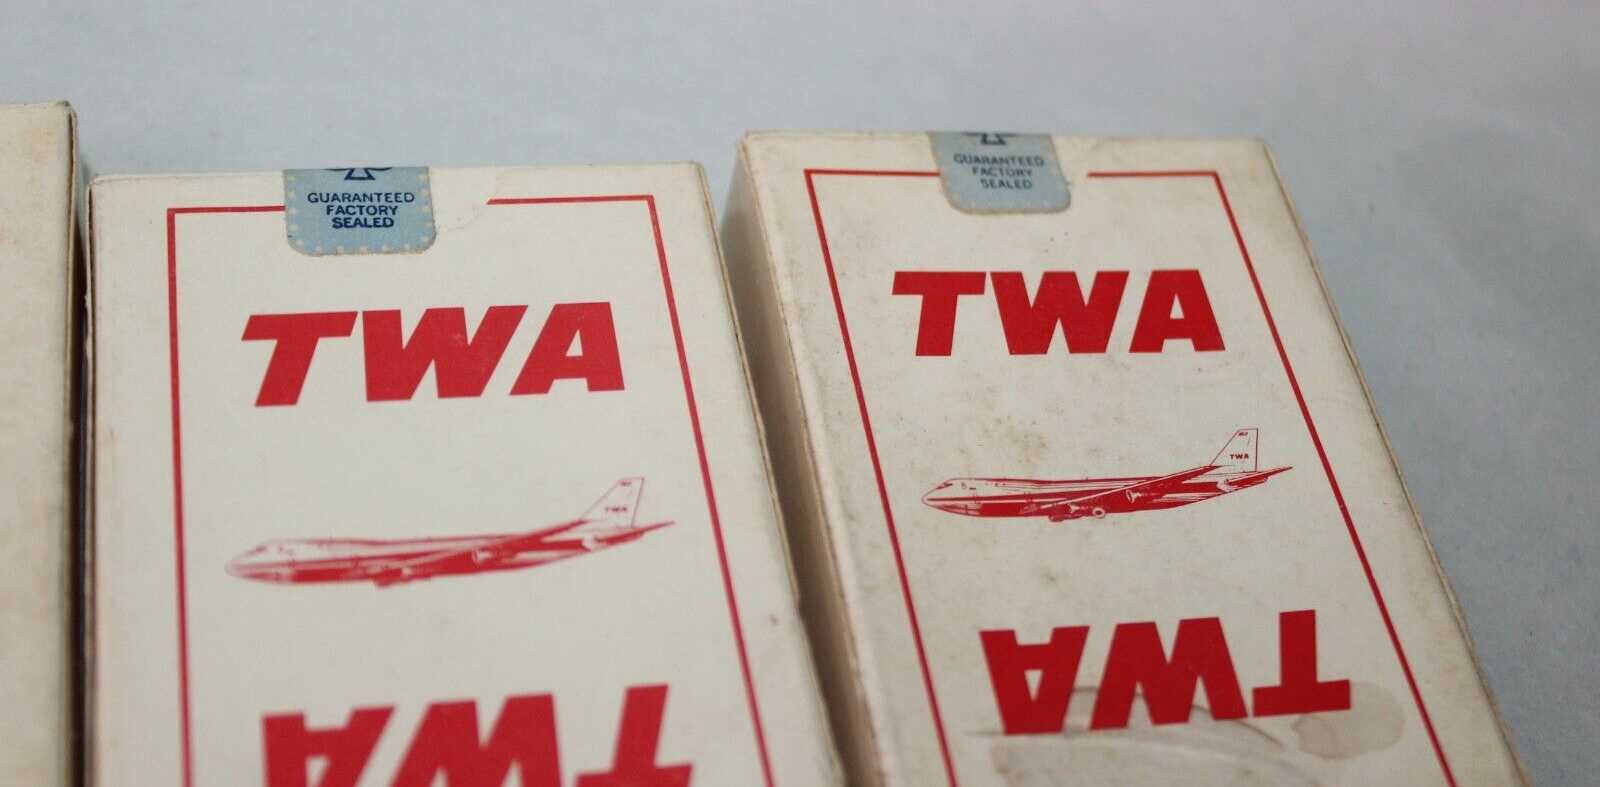 GUARANTEED
FACTORY
SEALED
TWA
TWA
TWA
GUARANTEED
FACTORY
SEALED
TWA
TWA
TWA